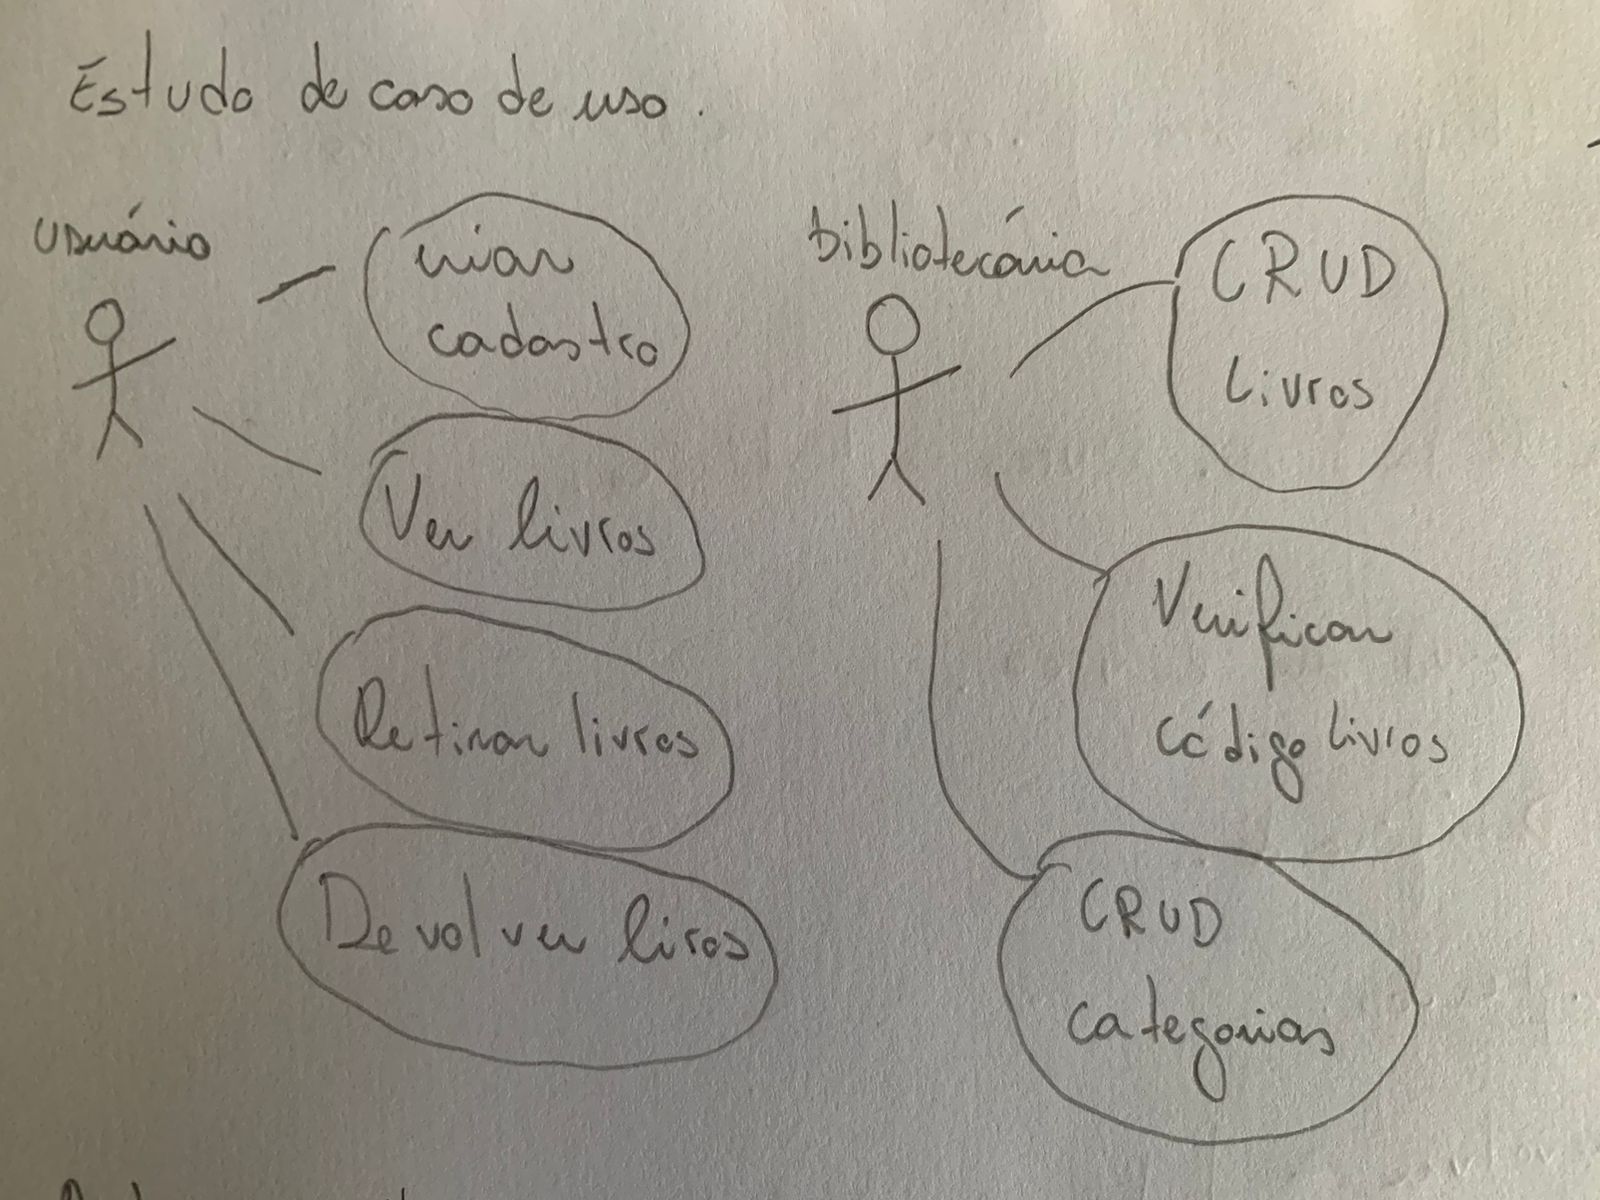 Estudo de caso de uso.
usuário
criar
cadastro
Ver livros
Retirar livros
Devolver liros
bibliotecária
CRUD
Livros
Verificar
código livros
CRUD
categorias